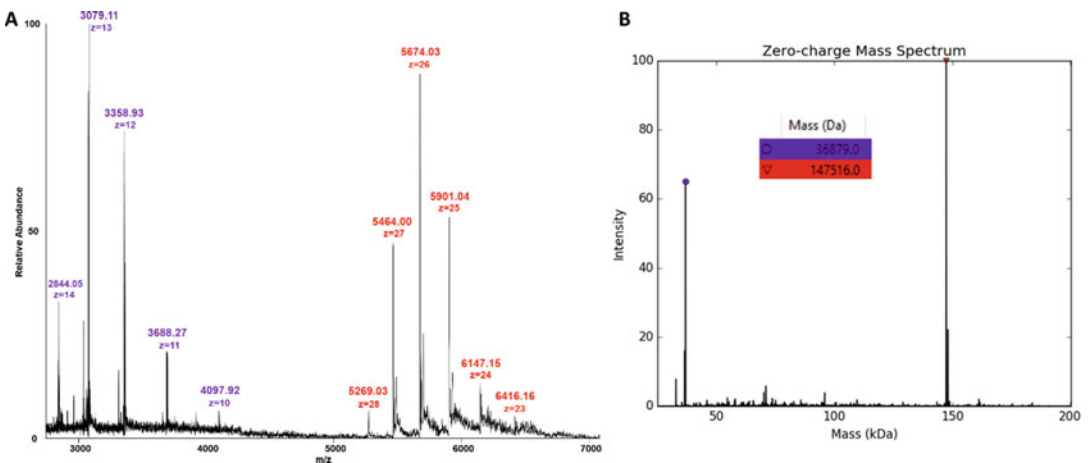 A
100
50
0
Relative Abundance
3079.11
z=13
3358.93
z=12
2844.05
z=14
3688.27
z=11
4097.92
z=10
5674.03
z=26
5464.00
z=27
5901.04
z=25
5269.03
z=28
6147.15
z=24
6416.16
z=23
3000 4000 5000 6000 7000
m/z
B
Zero-charge Mass Spectrum
100
80
60
40
20
0
Intensity
Mass (Da)
36879.0
147516.0
50 100 150 200
Mass (kDa)